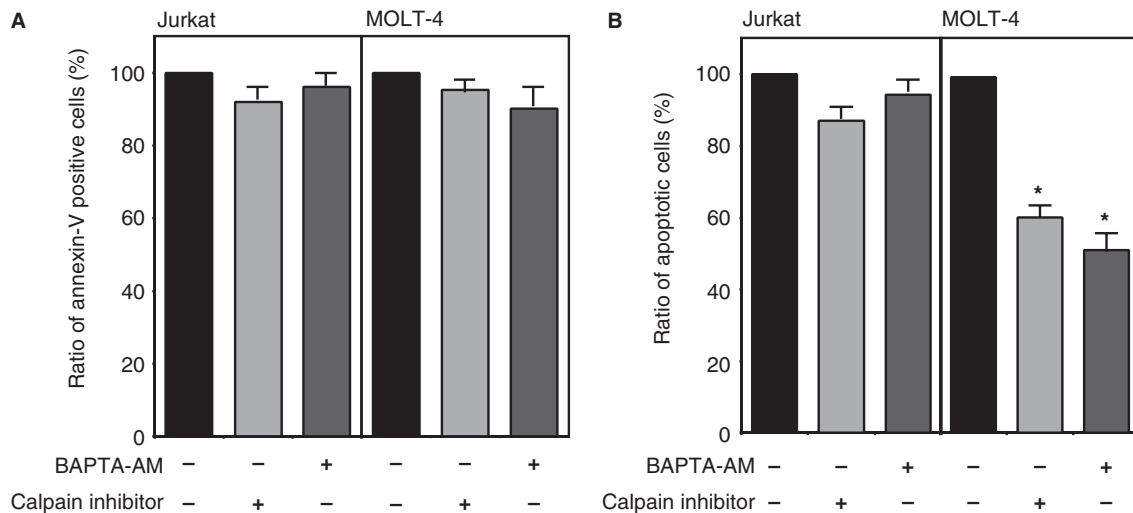 A
Jurkat
MOLT-4
Ratio of annexin-V positive cells (%)
100
80
60
40
20
0
BAPTA-AM – – + – – +
Calpain inhibitor – + – – + –
B
Jurkat
MOLT-4
Ratio of apoptotic cells (%)
100
80
60
40
20
0
*
*
BAPTA-AM – – + – – +
Calpain inhibitor – + – – + –